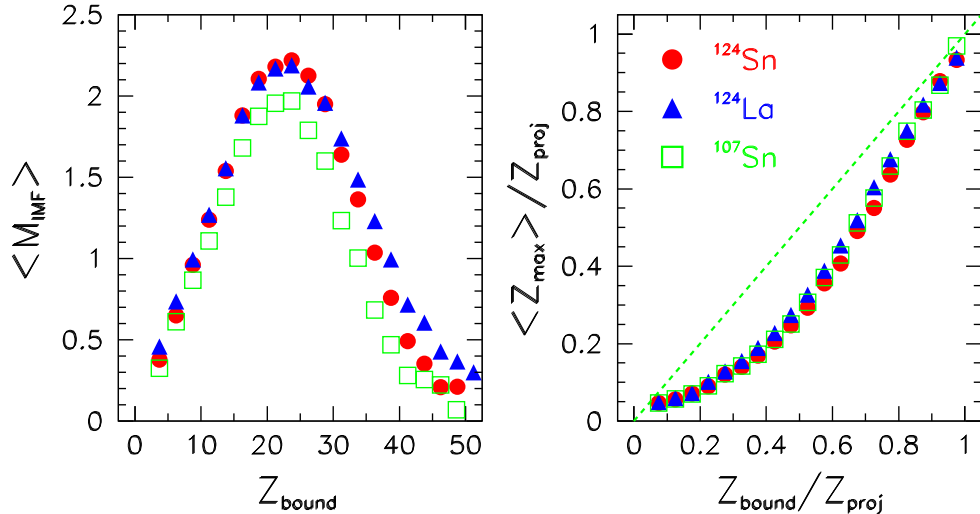 <M_IMF>
2.5
2
1.5
1
0.5
0
0 10 20 30 40 50
Z_bound
<Z_max>/Z_proj
1
0.8
0.6
0.4
0.2
0
0 0.2 0.4 0.6 0.8 1
Z_bound/Z_proj
¹²⁴Sn
¹²⁴La
¹⁰⁷Sn